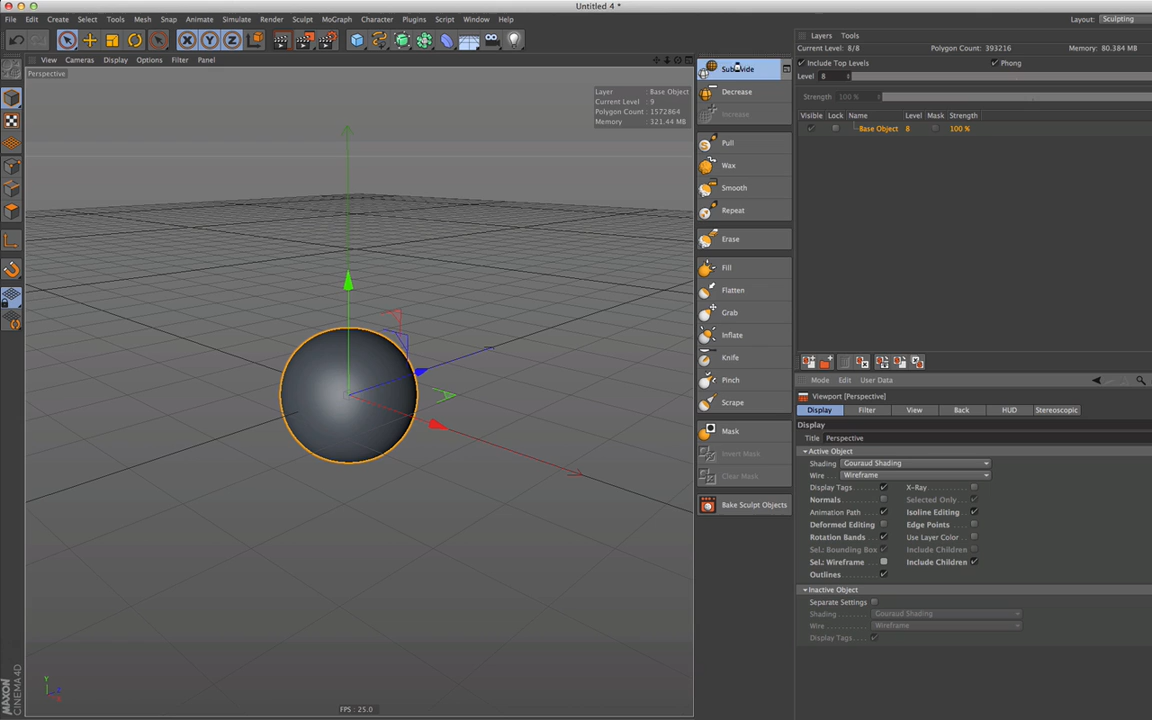 Untitled 4 *
File Edit Create Select Tools Mesh Snap Animate Simulate Render Sculpt MoGraph Character Plugins Script Window Help
Layout: Sculpting
X Y Z
View Cameras Display Options Filter Panel
Perspective
Layer : Base Object
Current Level : 9
Polygon Count : 1572864
Memory : 321.44 MB
FPS : 25.0
Y
MAXON
CINEMA 4D
Subdivide
Decrease
Increase
Pull
Wax
Smooth
Repeat
Erase
Fill
Flatten
Grab
Inflate
Knife
Pinch
Scrape
Mask
Invert Mask
Clear Mask
Bake Sculpt Objects
Layers Tools
Current Level: 8/8 Polygon Count: 393216 Memory: 80.384 MB
Include Top Levels Phong
Level 8
Strength 100 %
Visible Lock Name Level Mask Strength
Base Object 8 100 %
Mode Edit User Data
Viewport [Perspective]
Display Filter View Back HUD Stereoscopic
Display
Title Perspective
Active Object
Shading Gouraud Shading
Wire Wireframe
Display Tags X-Ray
Normals Selected Only
Animation Path Isoline Editing
Deformed Editing Edge Points
Rotation Bands Use Layer Color
Sel.: Bounding Box Include Children
Sel.: Wireframe Include Children
Outlines
Inactive Object
Separate Settings
Shading Gouraud Shading
Wire Wireframe
Display Tags